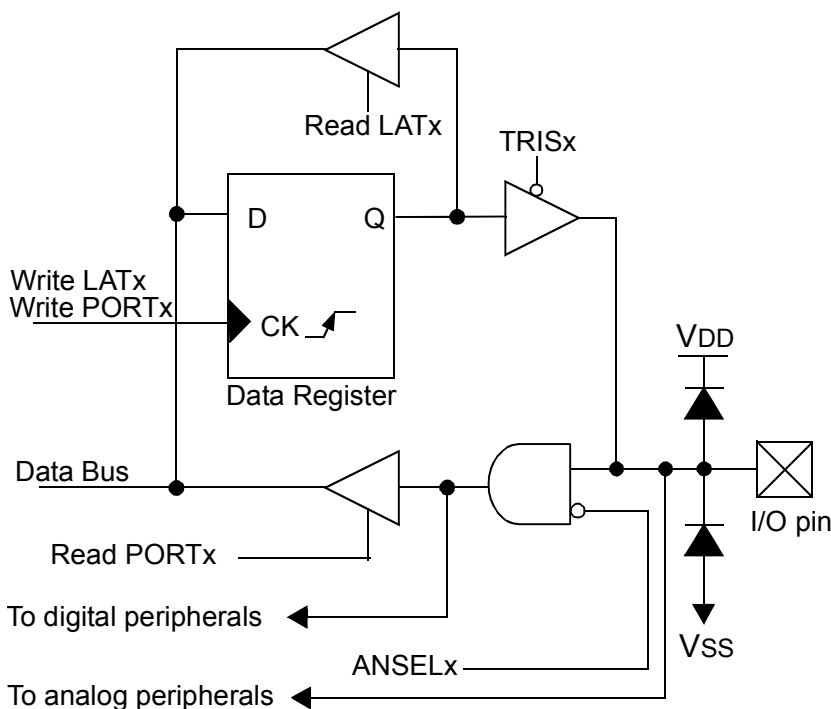 Read LATx
TRISx
D
Q
Write LATx
Write PORTx
CK
VDD
Data Register
Data Bus
I/O pin
Read PORTx
To digital peripherals
VSS
ANSELx
To analog peripherals